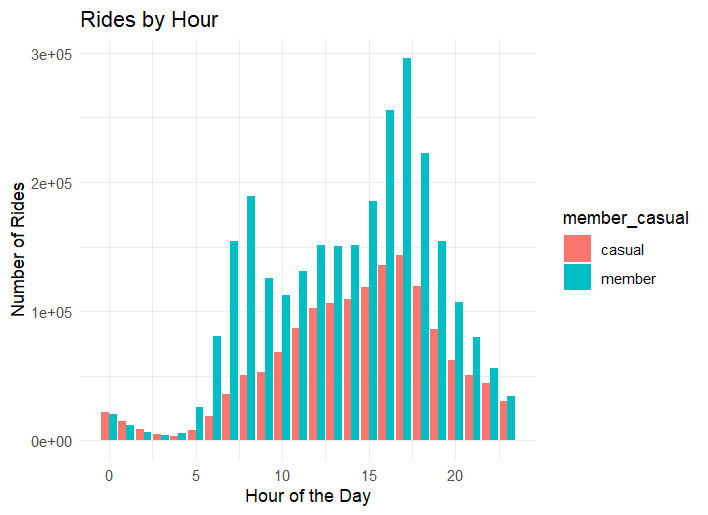 Rides by Hour
3e+05
2e+05
1e+05
0e+00
Number of Rides
0 5 10 15 20
Hour of the Day
member_casual
casual
member